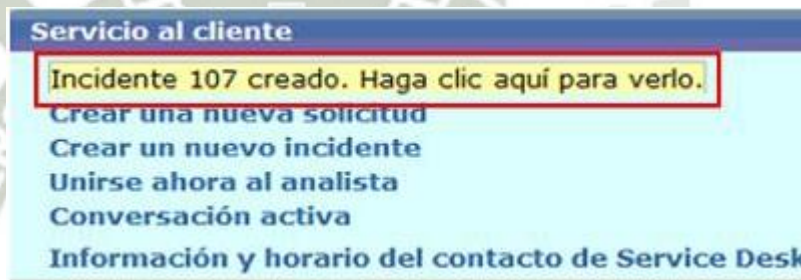 Servicio al cliente
Incidente 107 creado. Haga clic aquí para verlo.
Crear una nueva solicitud
Crear un nuevo incidente
Unirse ahora al analista
Conversación activa
Información y horario del contacto de Service Desk